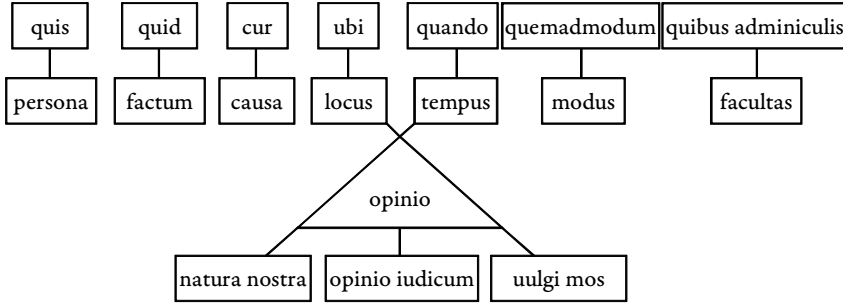 quis quid cur ubi quando quemadmodum quibus adminiculis
persona factum causa locus tempus modus facultas
opinio
natura nostra opinio iudicum uulgi mos